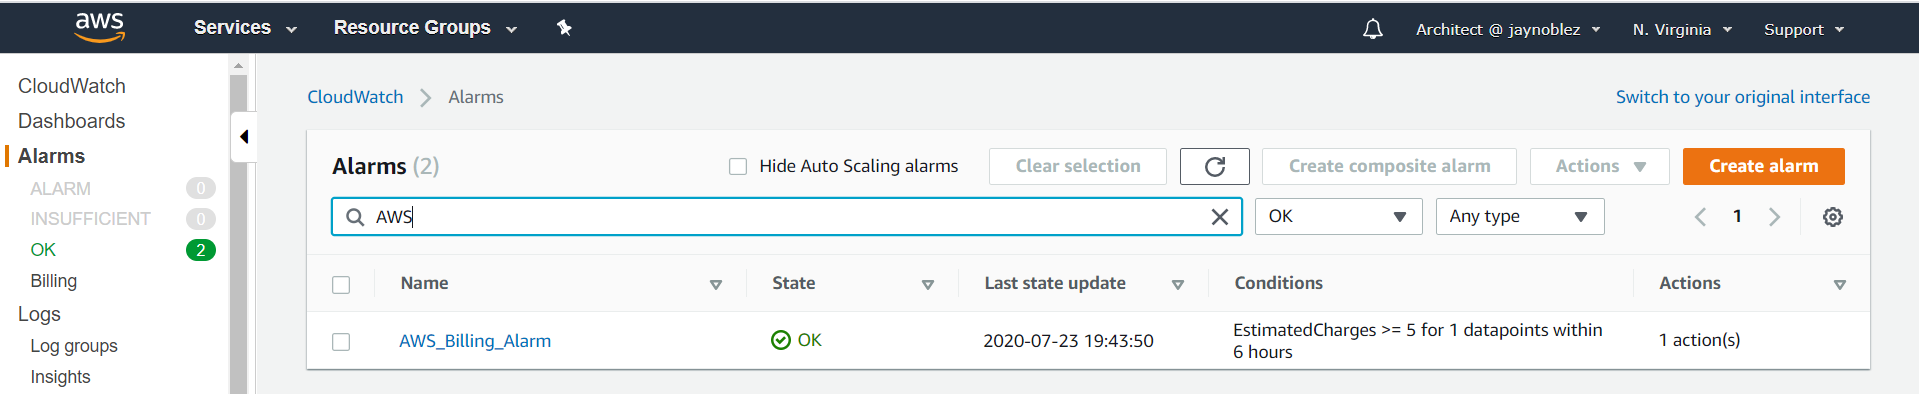 aws Services Resource Groups Architect @ jaynoblez N. Virginia Support
CloudWatch
Dashboards
Alarms
ALARM 0
INSUFFICIENT 0
OK 2
Billing
Logs
Log groups
Insights
CloudWatch Alarms Switch to your original interface
Alarms (2) Hide Auto Scaling alarms Clear selection Create composite alarm Actions Create alarm
AWS OK Any type 1
Name State Last state update Conditions Actions
AWS_Billing_Alarm OK 2020-07-23 19:43:50 EstimatedCharges >= 5 for 1 datapoints within
6 hours 1 action(s)